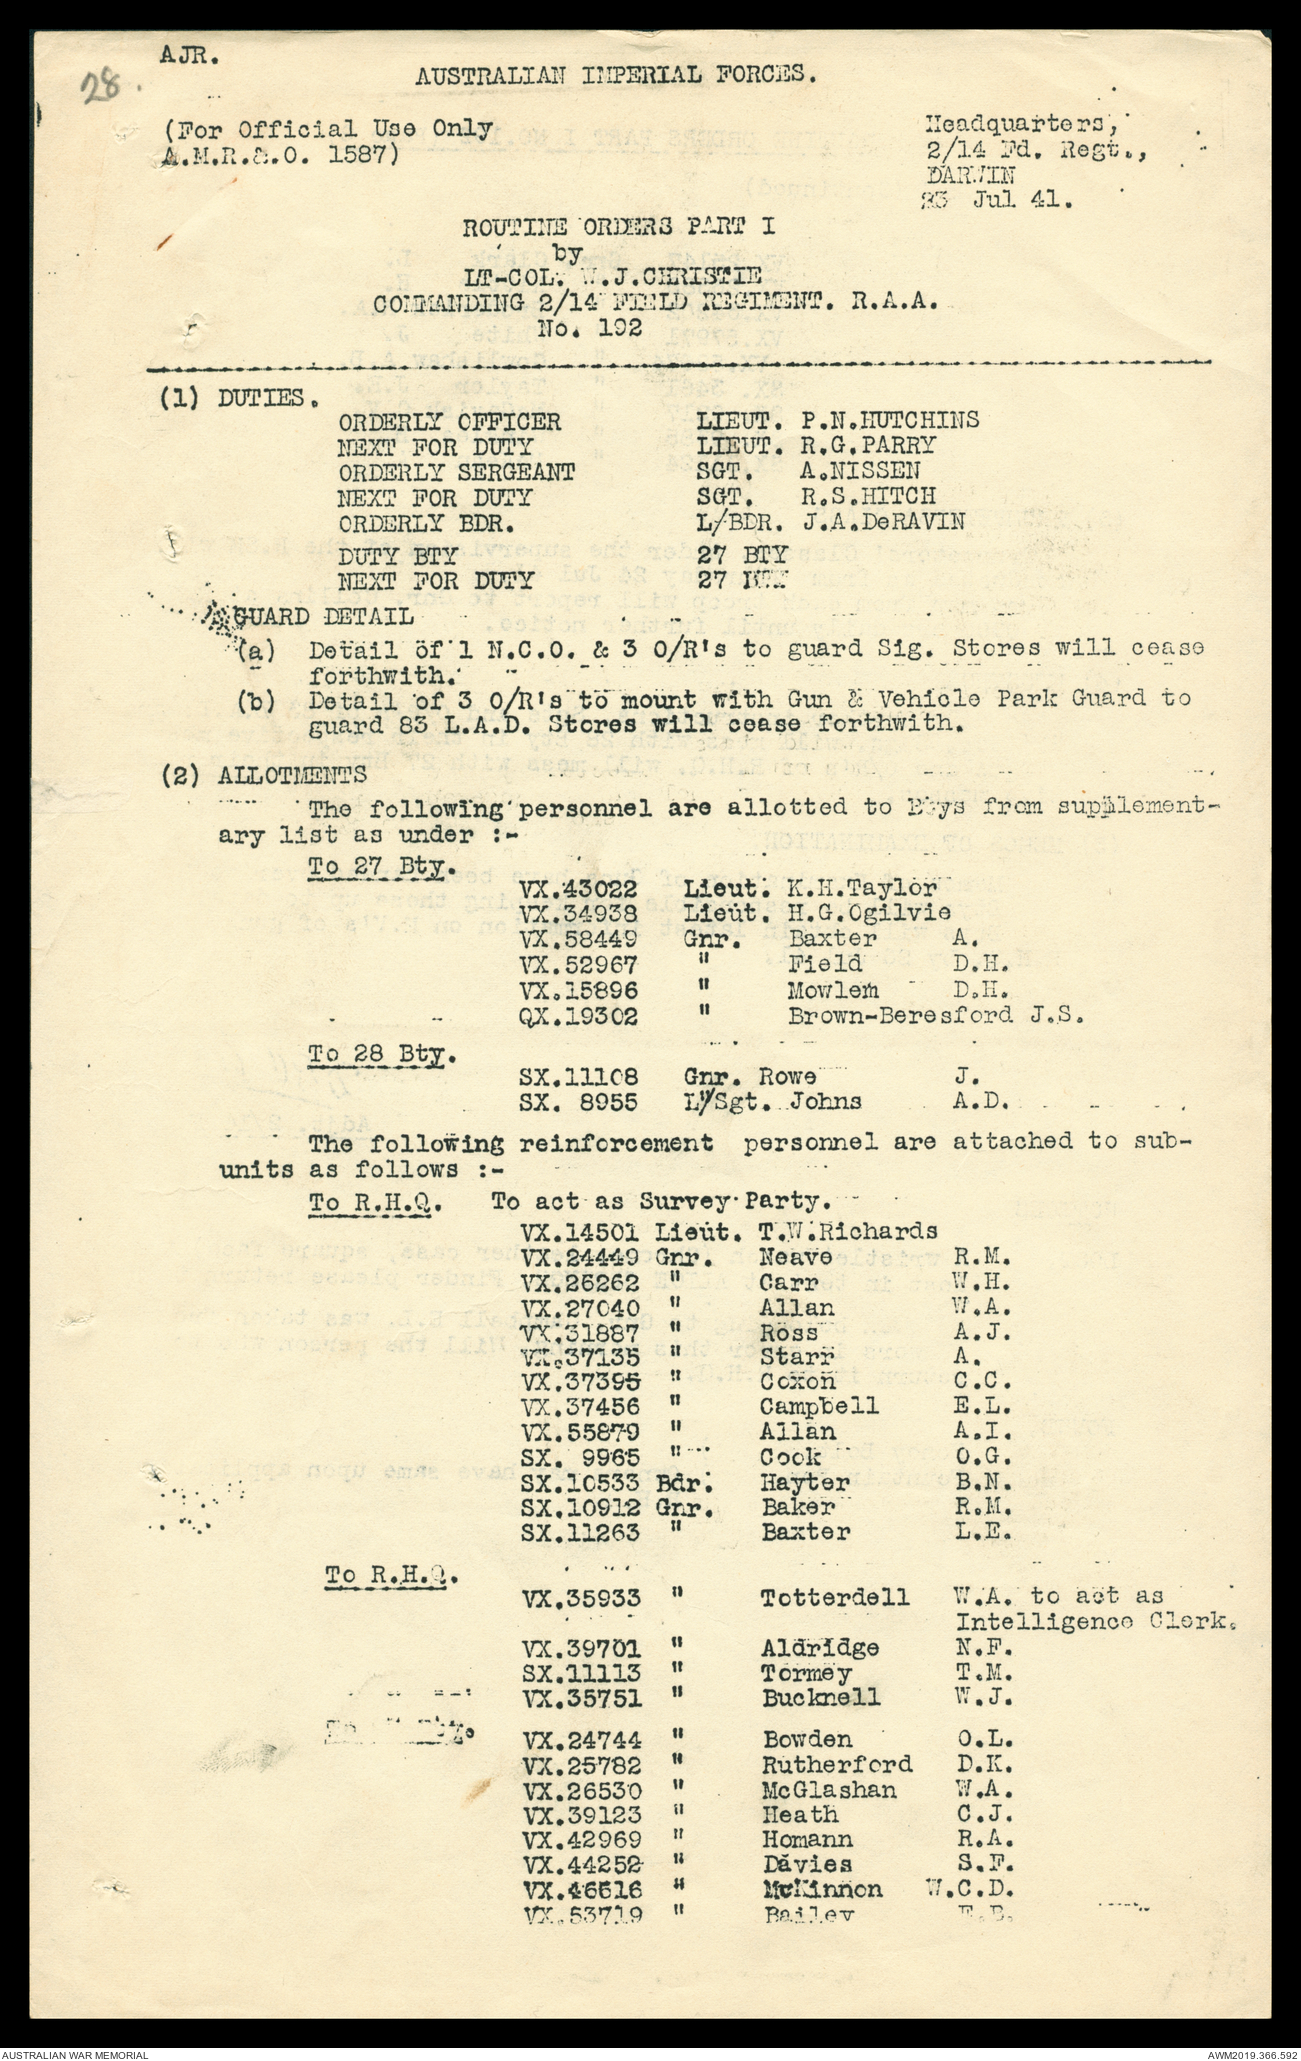 AJR.
28.
AUSTRALIAN IMPERIAL FORCES.
(For Official Use Only
A.M.R.&.O. 1587)
Headquarters,
2/14 Fd. Regt.,
DARWIN
23 Jul 41.
ROUTINE ORDERS PART I
by
LT-COL. W.J.CHRISTIE
COMMANDING 2/14 FIELD REGIMENT. R.A.A.
No. 192
(1) DUTIES.
ORDERLY OFFICER LIEUT. P.N.HUTCHINS
NEXT FOR DUTY LIEUT. R.G.PARRY
ORDERLY SERGEANT SGT. A.NISSEN
NEXT FOR DUTY SGT. R.S.HITCH
ORDERLY BDR. L/BDR. J.A.DeRAVIN
DUTY BTY 27 BTY
NEXT FOR DUTY 27 BTY
GUARD DETAIL
(a) Detail of 1 N.C.O. & 3 O/R's to guard Sig. Stores will cease
forthwith.
(b) Detail of 3 O/R's to mount with Gun & Vehicle Park Guard to
guard 83 L.A.D. Stores will cease forthwith.
(2) ALLOTMENTS
The following personnel are allotted to Btys from supplement-
ary list as under :-
To 27 Bty.
VX.43022 Lieut. K.H.Taylor
VX.34938 Lieut. H.G.Ogilvie
VX.58449 Gnr. Baxter A.
VX.52967 " Field D.H.
VX.15896 " Mowlem D.H.
QX.19302 " Brown-Beresford J.S.
To 28 Bty.
SX.11108 Gnr. Rowe J.
SX. 8955 L/Sgt. Johns A.D.
The following reinforcement personnel are attached to sub-
units as follows :-
To R.H.Q. To act as Survey Party.
VX.14501 Lieut. T.W.Richards
VX.24449 Gnr. Neave R.M.
VX.26262 " Carr W.H.
VX.27040 " Allan W.A.
VX.31887 " Ross A.J.
VX.37135 " Starr A.
VX.37395 " Coxon C.C.
VX.37456 " Campbell E.L.
VX.55879 " Allan A.I.
SX. 9965 " Cook O.G.
SX.10533 Bdr. Hayter B.N.
SX.10912 Gnr. Baker R.M.
SX.11263 " Baxter L.E.
To R.H.Q.
VX.35933 " Totterdell W.A. to act as
Intelligence Clerk.
VX.39701 " Aldridge N.F.
SX.11113 " Tormey T.M.
VX.35751 " Bucknell W.J.
To Bty.
VX.24744 " Bowden O.L.
VX.25782 " Rutherford D.K.
VX.26530 " McGlashan W.A.
VX.39123 " Heath C.J.
VX.42969 " Homann R.A.
VX.44252 " Davies S.F.
VX.46616 " McKinnon W.C.D.
VX.53719 " Bailey E.B.
AUSTRALIAN WAR MEMORIAL
AWM2019.366.592